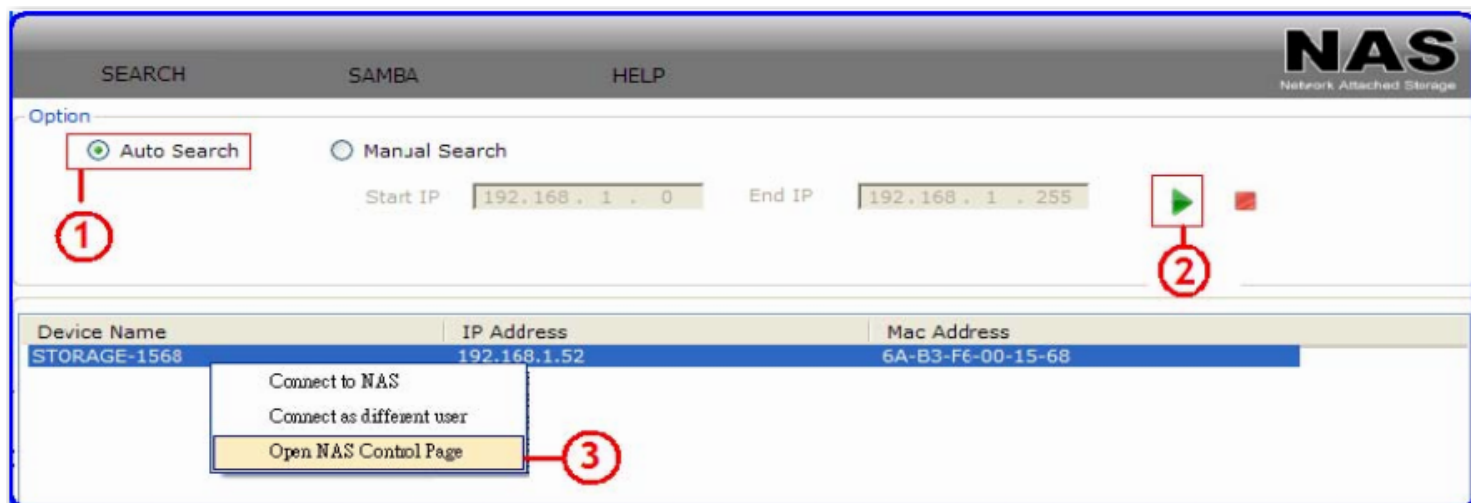 NAS
Network Attached Storage
SEARCH SAMBA HELP
Option
Auto Search Manual Search
Start IP 192.168. 1 . 0 End IP 192.168. 1 . 255
1
2
Device Name IP Address Mac Address
STORAGE-1568 192.168.1.52 6A-B3-F6-00-15-68
Connect to NAS
Connect as different user
Open NAS Control Page
3